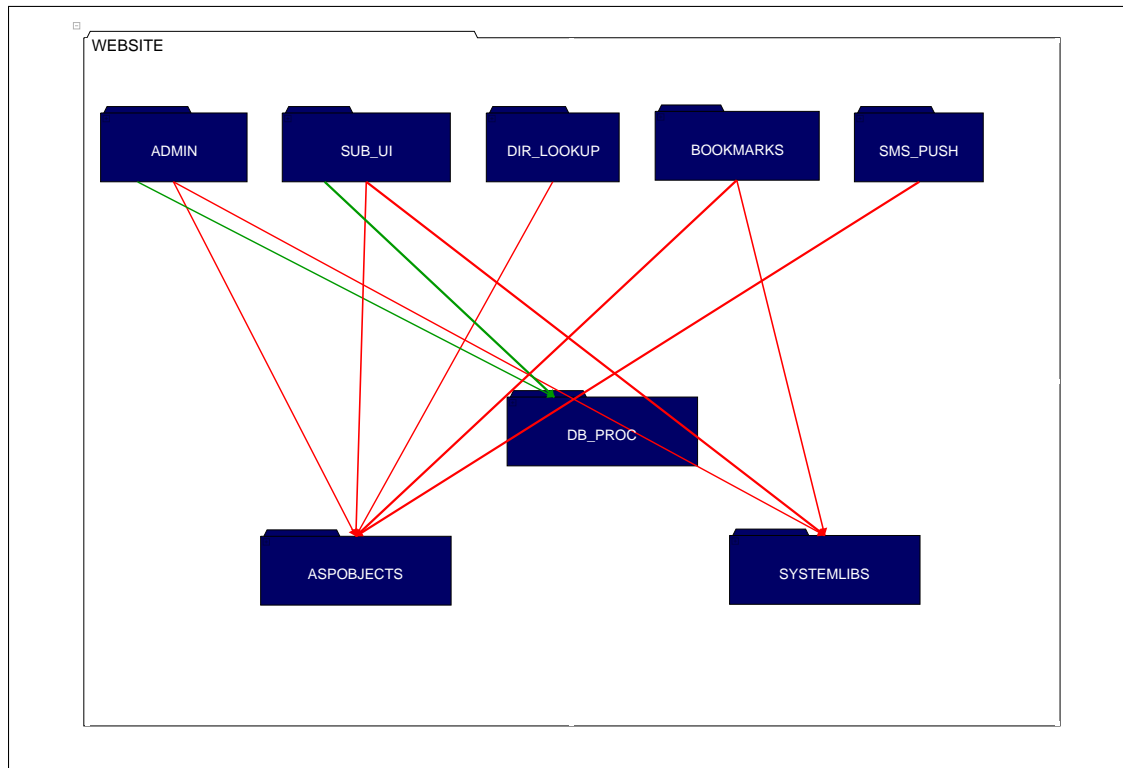 WEBSITE
ADMIN
SUB_UI
DIR_LOOKUP
BOOKMARKS
SMS_PUSH
DB_PROC
ASPOBJECTS
SYSTEMLIBS